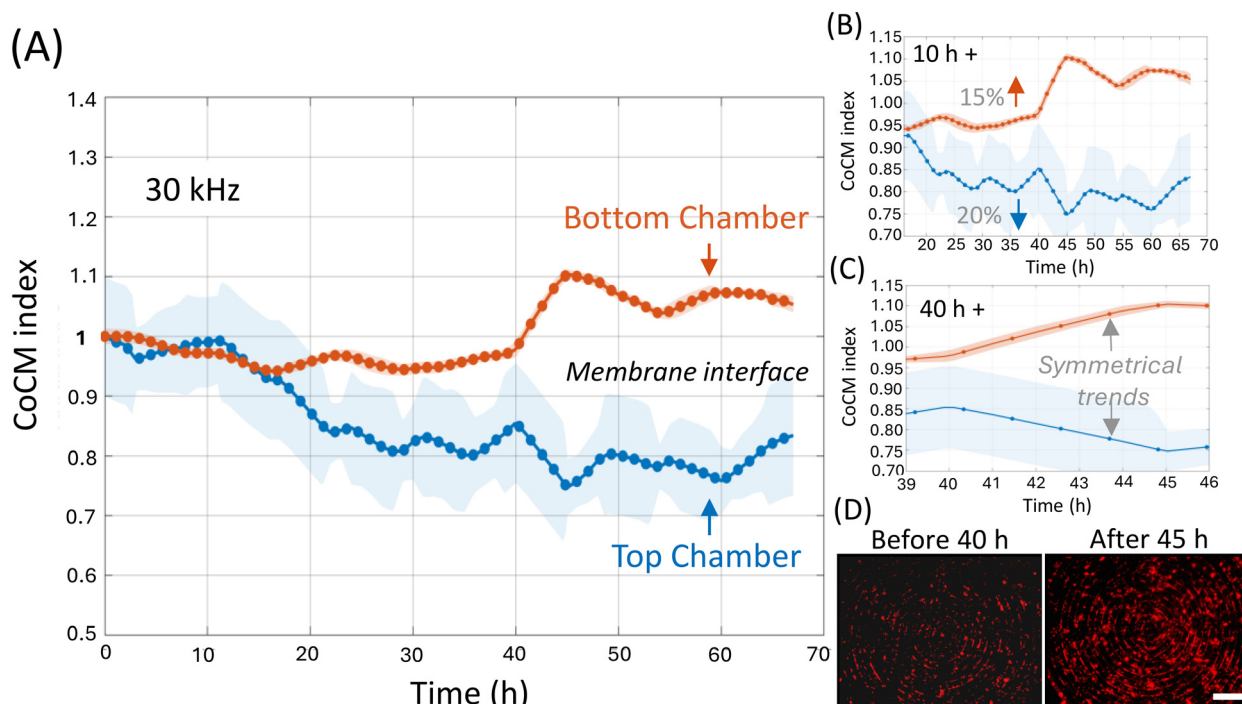 (A)
CoCM index
1.4
1.3
1.2
1.1
1
0.9
0.8
0.7
0.6
0.5
30 kHz
Bottom Chamber
Membrane interface
Top Chamber
0 10 20 30 40 50 60 70
Time (h)
(B)
CoCM index
1.15
1.10
1.05
1.00
0.95
0.90
0.85
0.80
0.75
0.70
10 h +
15%
20%
20 25 30 35 40 45 50 55 60 65 70
Time (h)
(C)
CoCM index
1.15
1.10
1.05
1.00
0.95
0.90
0.85
0.80
0.75
0.70
40 h +
Symmetrical
trends
39 40 41 42 43 44 45 46
Time (h)
(D)
Before 40 h After 45 h